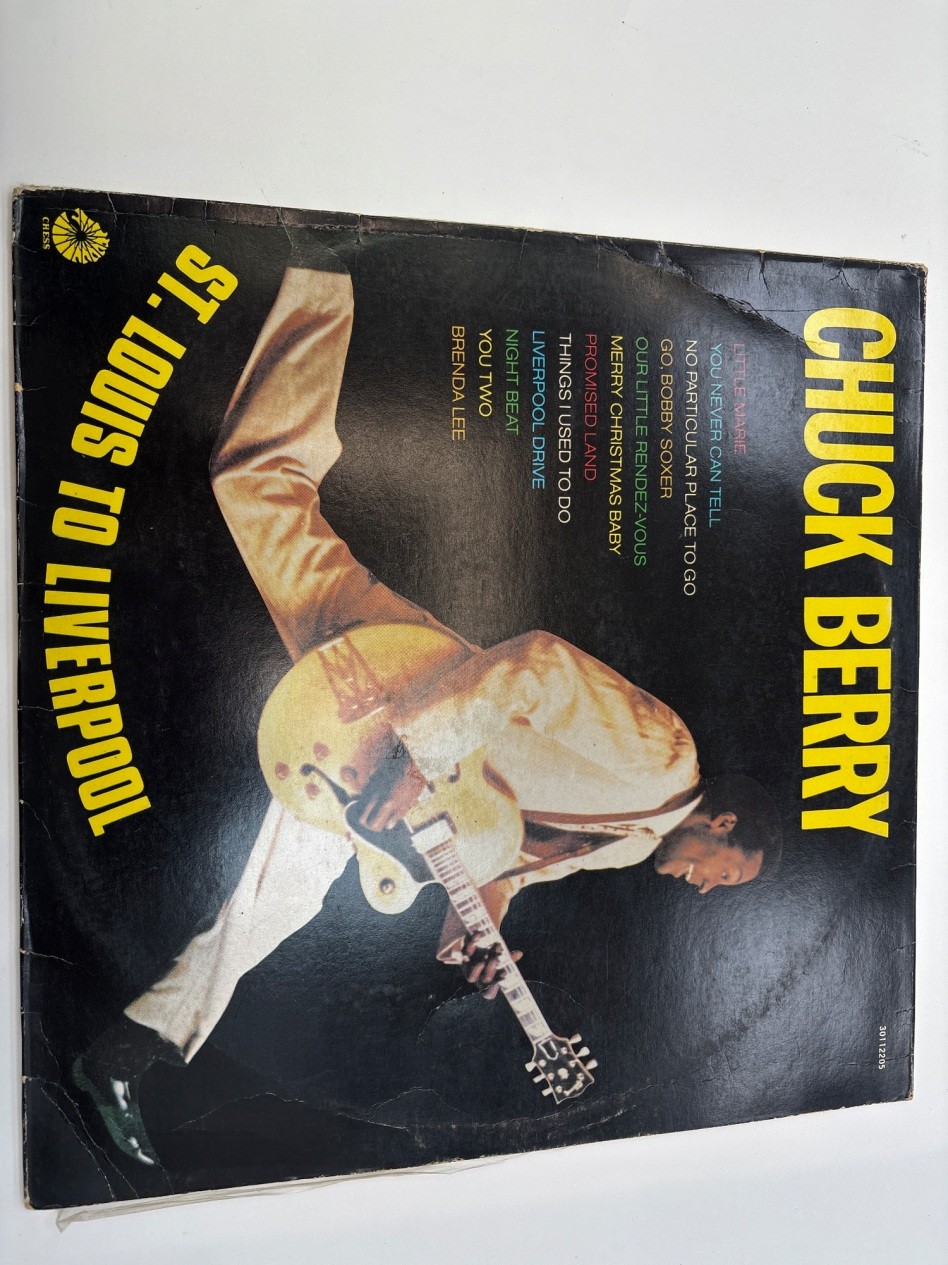 CHUCK BERRY
30112205
LITTLE MARIE
YOU NEVER CAN TELL
NO PARTICULAR PLACE TO GO
GO, BOBBY SOXER
OUR LITTLE RENDEZ-VOUS
MERRY CHRISTMAS BABY
PROMISED LAND
THINGS I USED TO DO
LIVERPOOL DRIVE
NIGHT BEAT
YOU TWO
BRENDA LEE
ST. LOUIS TO LIVERPOOL
CHESS